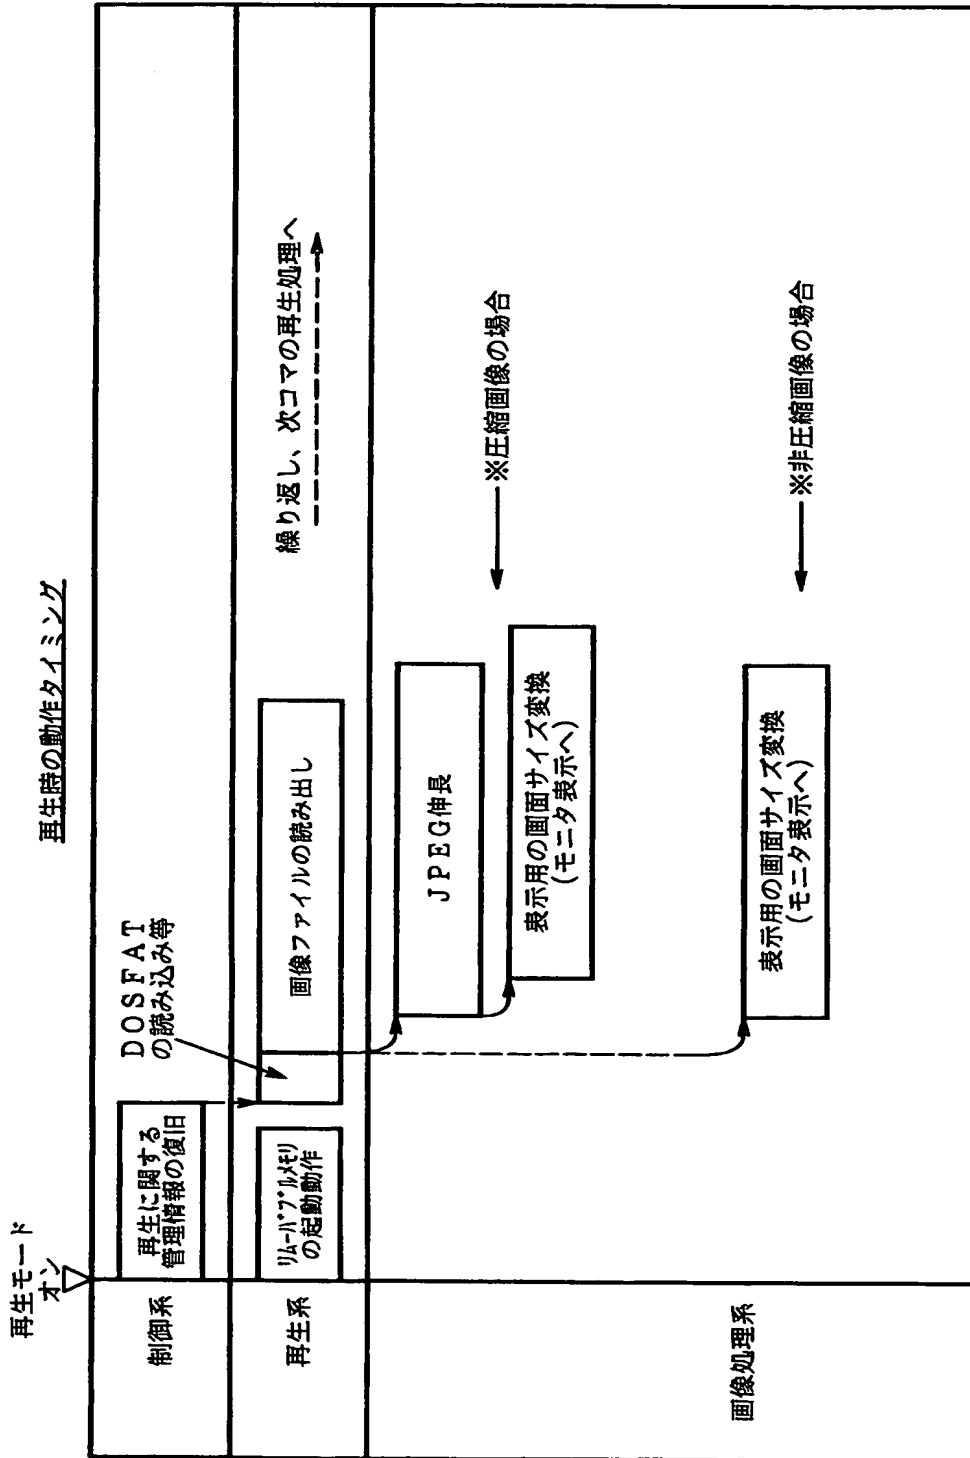 再生時の動作タイミング
再生モード
オン
制御系
再生に関する
管理情報の復旧
DOSFAT
の読み込み等
再生系
リムーバブルメモリ
の起動動作
画像ファイルの読み出し
繰り返し、次コマの再生処理へ
画像処理系
JPEG伸長
表示用の画面サイズ変換
(モニタ表示へ)
※圧縮画像の場合
表示用の画面サイズ変換
(モニタ表示へ)
※非圧縮画像の場合